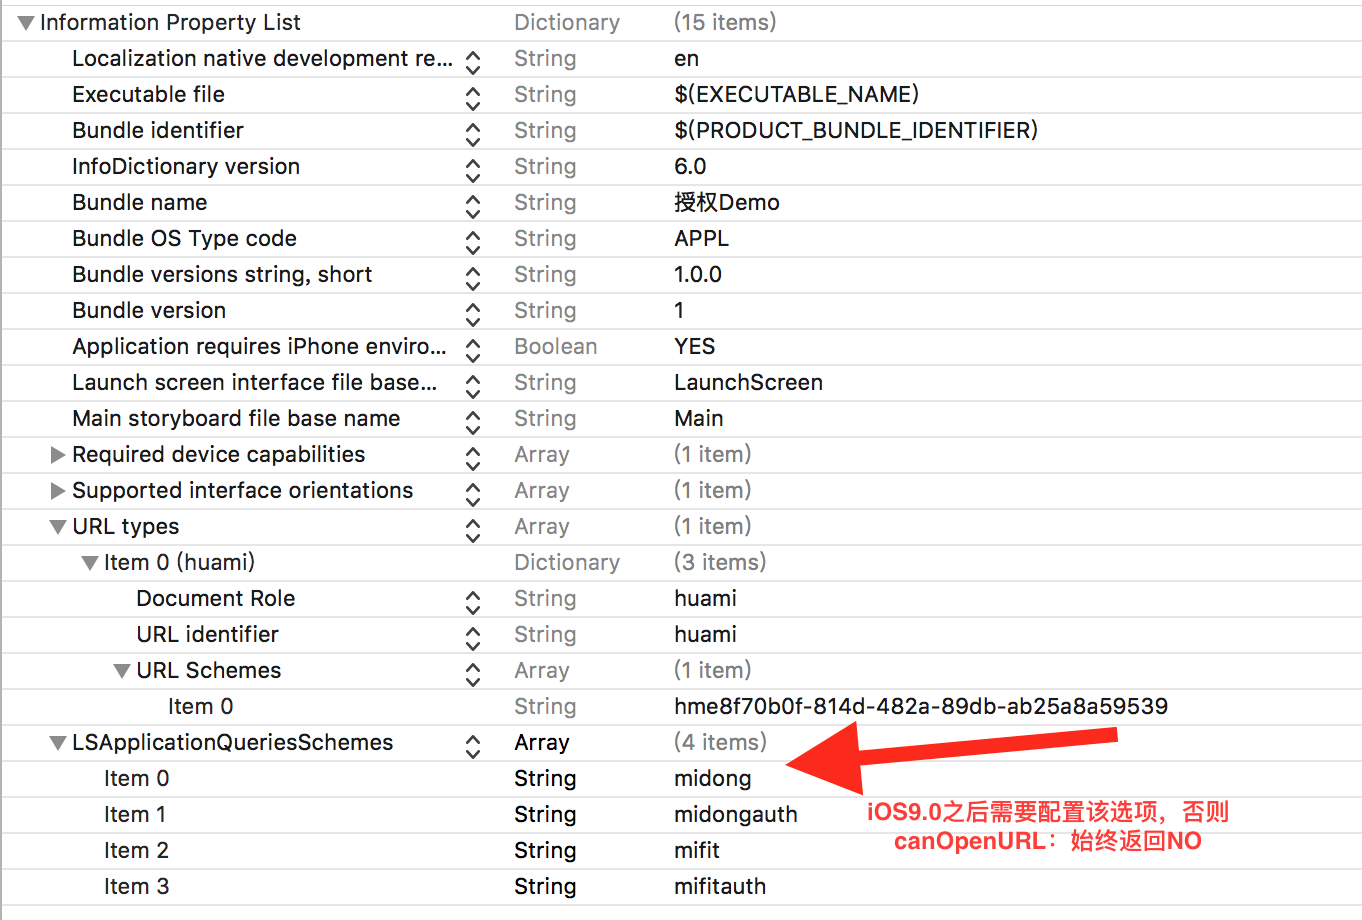 Information Property List Dictionary (15 items)
Localization native development re... String en
Executable file String $(EXECUTABLE_NAME)
Bundle identifier String $(PRODUCT_BUNDLE_IDENTIFIER)
InfoDictionary version String 6.0
Bundle name String 授权Demo
Bundle OS Type code String APPL
Bundle versions string, short String 1.0.0
Bundle version String 1
Application requires iPhone enviro... Boolean YES
Launch screen interface file base... String LaunchScreen
Main storyboard file base name String Main
Required device capabilities Array (1 item)
Supported interface orientations Array (1 item)
URL types Array (1 item)
Item 0 (huami) Dictionary (3 items)
Document Role String huami
URL identifier String huami
URL Schemes Array (1 item)
Item 0 String hme8f70b0f-814d-482a-89db-ab25a8a59539
LSApplicationQueriesSchemes Array (4 items)
Item 0 String midong
Item 1 String midongauth
Item 2 String mifit
Item 3 String mifitauth
iOS9.0之后需要配置该选项，否则
canOpenURL：始终返回NO